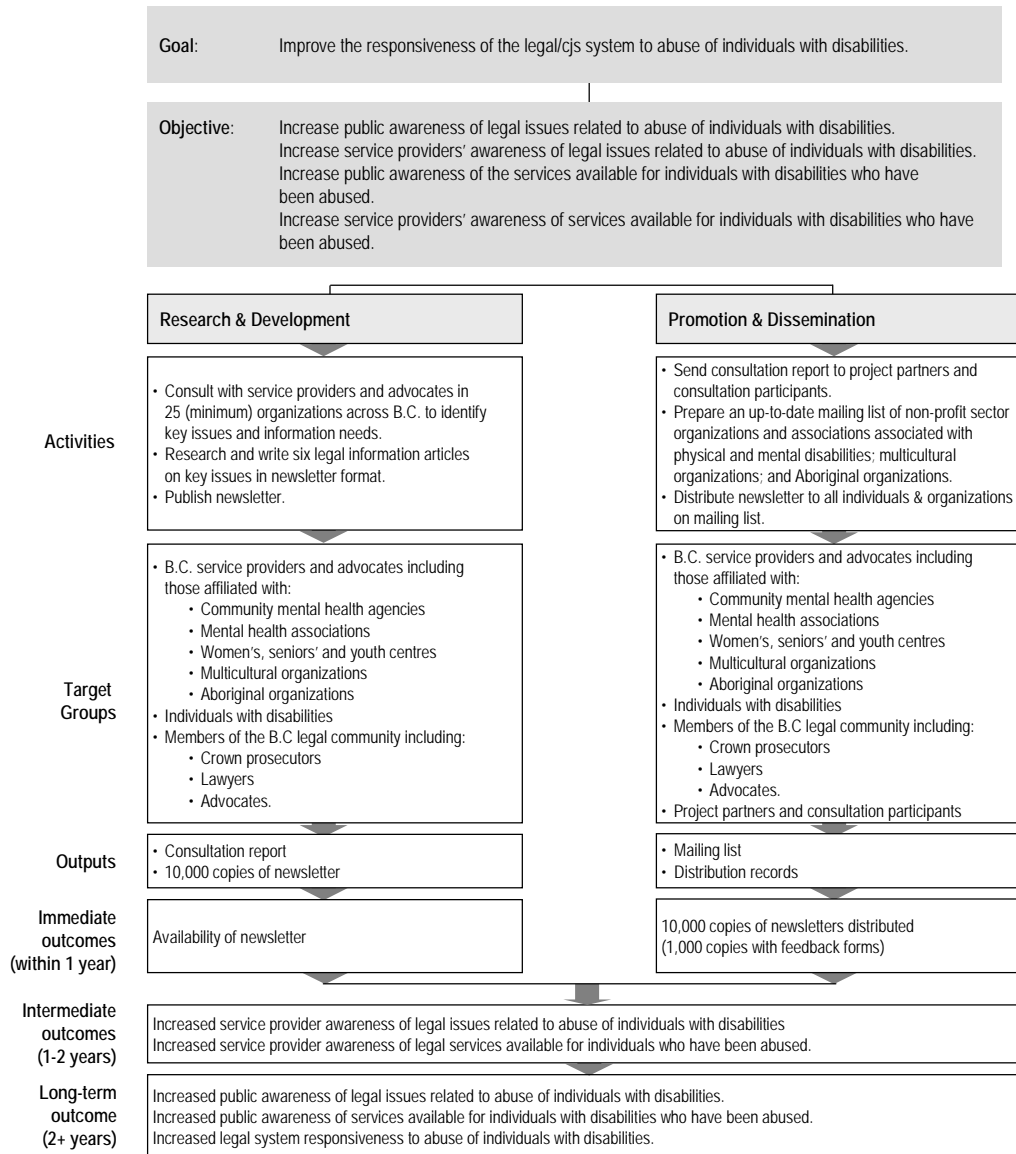 Goal: Improve the responsiveness of the legal/cjs system to abuse of individuals with disabilities.
Objective: Increase public awareness of legal issues related to abuse of individuals with disabilities.
Increase service providers' awareness of legal issues related to abuse of individuals with disabilities.
Increase public awareness of the services available for individuals with disabilities who have
been abused.
Increase service providers' awareness of services available for individuals with disabilities who have
been abused.
Research & Development
Promotion & Dissemination
Activities
• Consult with service providers and advocates in
25 (minimum) organizations across B.C. to identify
key issues and information needs.
• Research and write six legal information articles
on key issues in newsletter format.
• Publish newsletter.
• Send consultation report to project partners and
consultation participants.
• Prepare an up-to-date mailing list of non-profit sector
organizations and associations associated with
physical and mental disabilities; multicultural
organizations; and Aboriginal organizations.
• Distribute newsletter to all individuals & organizations
on mailing list.
Target
Groups
• B.C. service providers and advocates including
those affiliated with:
• Community mental health agencies
• Mental health associations
• Women's, seniors' and youth centres
• Multicultural organizations
• Aboriginal organizations
• Individuals with disabilities
• Members of the B.C legal community including:
• Crown prosecutors
• Lawyers
• Advocates.
• B.C. service providers and advocates including
those affiliated with:
• Community mental health agencies
• Mental health associations
• Women's, seniors' and youth centres
• Multicultural organizations
• Aboriginal organizations
• Individuals with disabilities
• Members of the B.C legal community including:
• Crown prosecutors
• Lawyers
• Advocates.
• Project partners and consultation participants
Outputs
• Consultation report
• 10,000 copies of newsletter
• Mailing list
• Distribution records
Immediate
outcomes
(within 1 year)
Availability of newsletter
10,000 copies of newsletters distributed
(1,000 copies with feedback forms)
Intermediate
outcomes
(1-2 years)
Increased service provider awareness of legal issues related to abuse of individuals with disabilities
Increased service provider awareness of legal services available for individuals who have been abused.
Long-term
outcome
(2+ years)
Increased public awareness of legal issues related to abuse of individuals with disabilities.
Increased public awareness of services available for individuals with disabilities who have been abused.
Increased legal system responsiveness to abuse of individuals with disabilities.